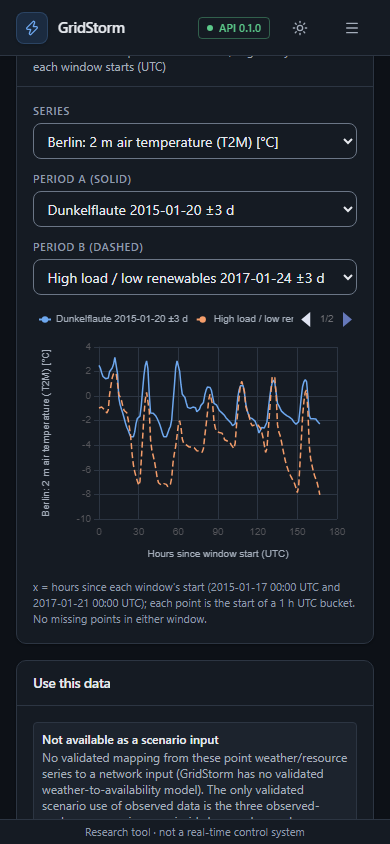 GridStorm
API 0.1.0
each window starts (UTC)
SERIES
Berlin: 2 m air temperature (T2M) [°C]
PERIOD A (SOLID)
Dunkelflaute 2015-01-20 ±3 d
PERIOD B (DASHED)
High load / low renewables 2017-01-24 ±3 d
Dunkelflaute 2015-01-20 ±3 d
High load / low rer
1/2
Berlin: 2 m air temperature (T2M) [°C]
4
2
0
-2
-4
-6
-8
-10
0 30 60 90 120 150 180
Hours since window start (UTC)
x = hours since each window's start (2015-01-17 00:00 UTC and
2017-01-21 00:00 UTC); each point is the start of a 1 h UTC bucket.
No missing points in either window.
Use this data
Not available as a scenario input
No validated mapping from these point weather/resource
series to a network input (GridStorm has no validated
weather-to-availability model). The only validated
scenario use of observed data is the three observed-
Research tool · not a real-time control system